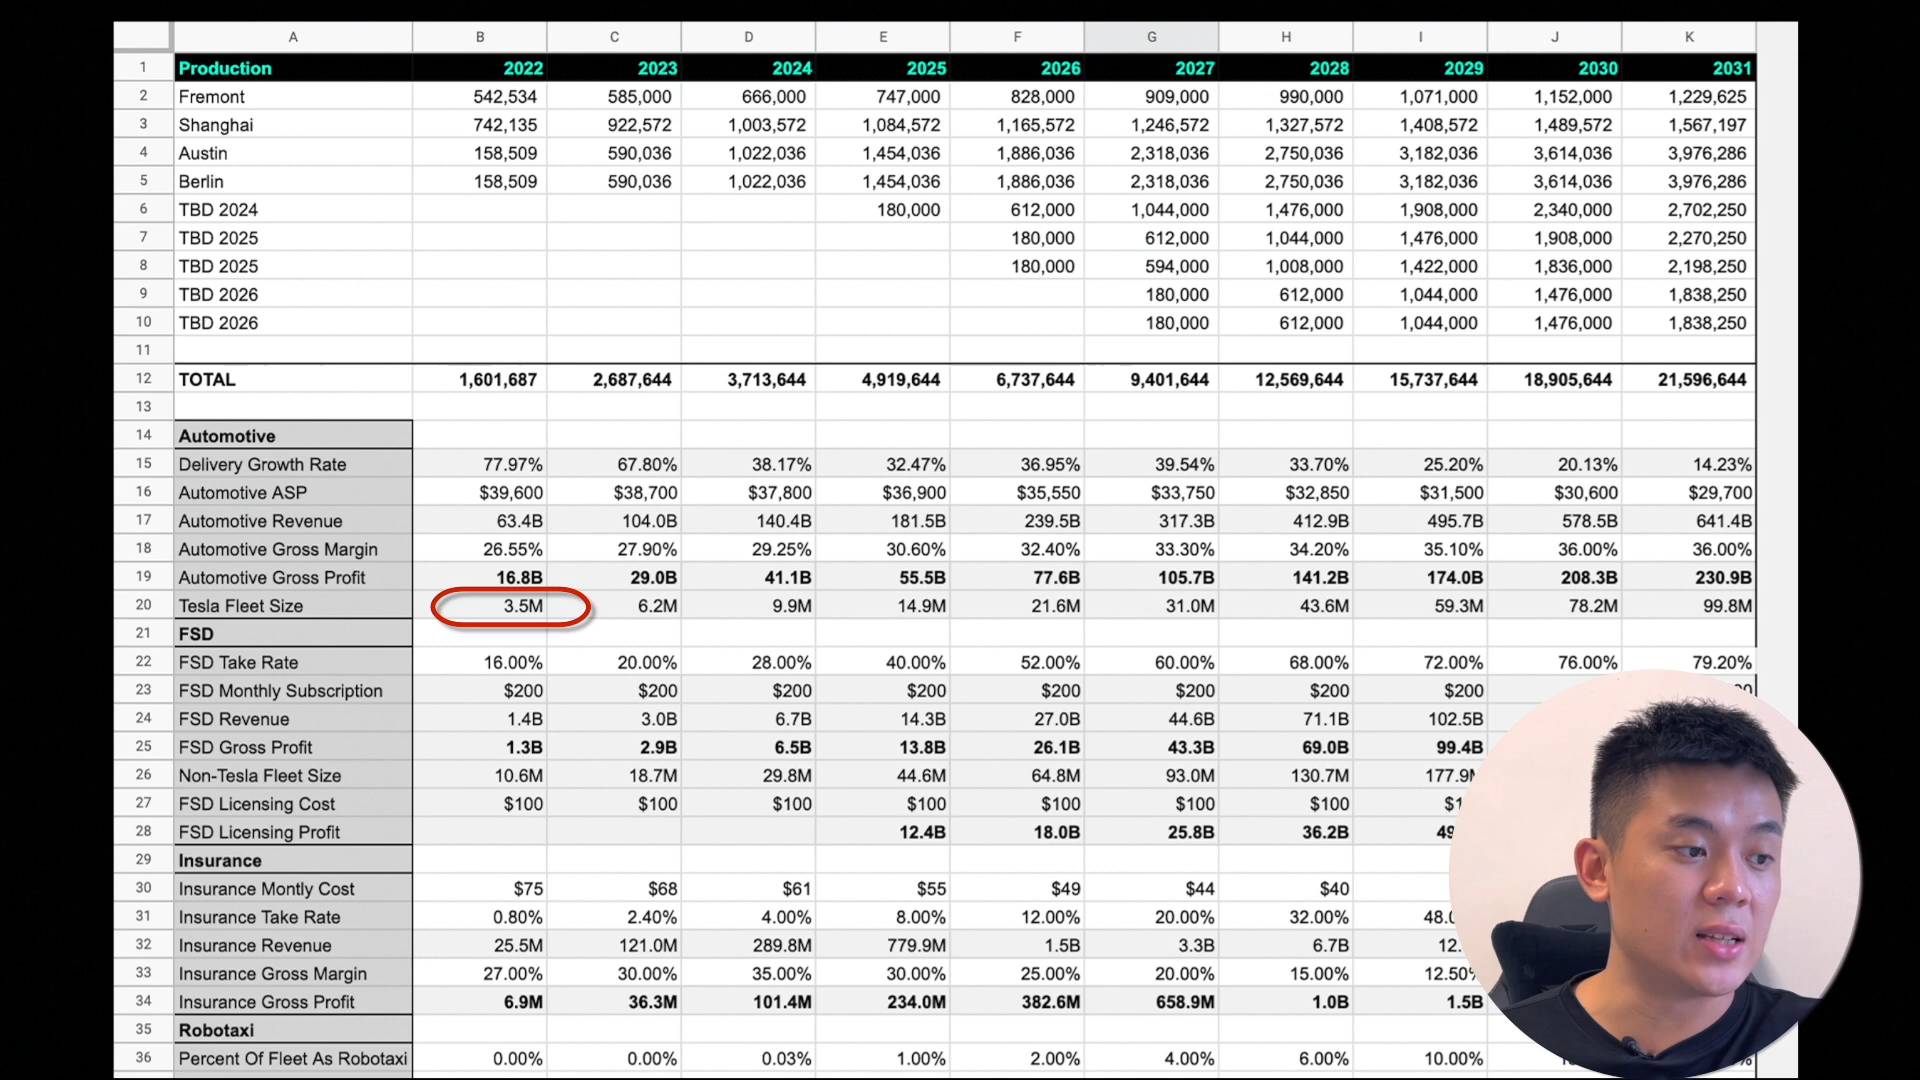 A B C D E F G H I J K
1 Production 2022 2023 2024 2025 2026 2027 2028 2029 2030 2031
2 Fremont 542,534 585,000 666,000 747,000 828,000 909,000 990,000 1,071,000 1,152,000 1,229,625
3 Shanghai 742,135 922,572 1,003,572 1,084,572 1,165,572 1,246,572 1,327,572 1,408,572 1,489,572 1,567,197
4 Austin 158,509 590,036 1,022,036 1,454,036 1,886,036 2,318,036 2,750,036 3,182,036 3,614,036 3,976,286
5 Berlin 158,509 590,036 1,022,036 1,454,036 1,886,036 2,318,036 2,750,036 3,182,036 3,614,036 3,976,286
6 TBD 2024 180,000 612,000 1,044,000 1,476,000 1,908,000 2,340,000 2,702,250
7 TBD 2025 180,000 612,000 1,044,000 1,476,000 1,908,000 2,270,250
8 TBD 2025 180,000 594,000 1,008,000 1,422,000 1,836,000 2,198,250
9 TBD 2026 180,000 612,000 1,044,000 1,476,000 1,838,250
10 TBD 2026 180,000 612,000 1,044,000 1,476,000 1,838,250
11
12 TOTAL 1,601,687 2,687,644 3,713,644 4,919,644 6,737,644 9,401,644 12,569,644 15,737,644 18,905,644 21,596,644
13
14 Automotive
15 Delivery Growth Rate 77.97% 67.80% 38.17% 32.47% 36.95% 39.54% 33.70% 25.20% 20.13% 14.23%
16 Automotive ASP $39,600 $38,700 $37,800 $36,900 $35,550 $33,750 $32,850 $31,500 $30,600 $29,700
17 Automotive Revenue 63.4B 104.0B 140.4B 181.5B 239.5B 317.3B 412.9B 495.7B 578.5B 641.4B
18 Automotive Gross Margin 26.55% 27.90% 29.25% 30.60% 32.40% 33.30% 34.20% 35.10% 36.00% 36.00%
19 Automotive Gross Profit 16.8B 29.0B 41.1B 55.5B 77.6B 105.7B 141.2B 174.0B 208.3B 230.9B
20 Tesla Fleet Size 3.5M 6.2M 9.9M 14.9M 21.6M 31.0M 43.6M 59.3M 78.2M 99.8M
21 FSD
22 FSD Take Rate 16.00% 20.00% 28.00% 40.00% 52.00% 60.00% 68.00% 72.00% 76.00% 79.20%
23 FSD Monthly Subscription $200 $200 $200 $200 $200 $200 $200 $200
24 FSD Revenue 1.4B 3.0B 6.7B 14.3B 27.0B 44.6B 71.1B 102.5B
25 FSD Gross Profit 1.3B 2.9B 6.5B 13.8B 26.1B 43.3B 69.0B 99.4B
26 Non-Tesla Fleet Size 10.6M 18.7M 29.8M 44.6M 64.8M 93.0M 130.7M 177.9M
27 FSD Licensing Cost $100 $100 $100 $100 $100 $100 $100
28 FSD Licensing Profit 12.4B 18.0B 25.8B 36.2B
29 Insurance
30 Insurance Montly Cost $75 $68 $61 $55 $49 $44 $40
31 Insurance Take Rate 0.80% 2.40% 4.00% 8.00% 12.00% 20.00% 32.00%
32 Insurance Revenue 25.5M 121.0M 289.8M 779.9M 1.5B 3.3B 6.7B
33 Insurance Gross Margin 27.00% 30.00% 35.00% 30.00% 25.00% 20.00% 15.00% 12.50%
34 Insurance Gross Profit 6.9M 36.3M 101.4M 234.0M 382.6M 658.9M 1.0B 1.5B
35 Robotaxi
36 Percent Of Fleet As Robotaxi 0.00% 0.00% 0.03% 1.00% 2.00% 4.00% 6.00% 10.00%